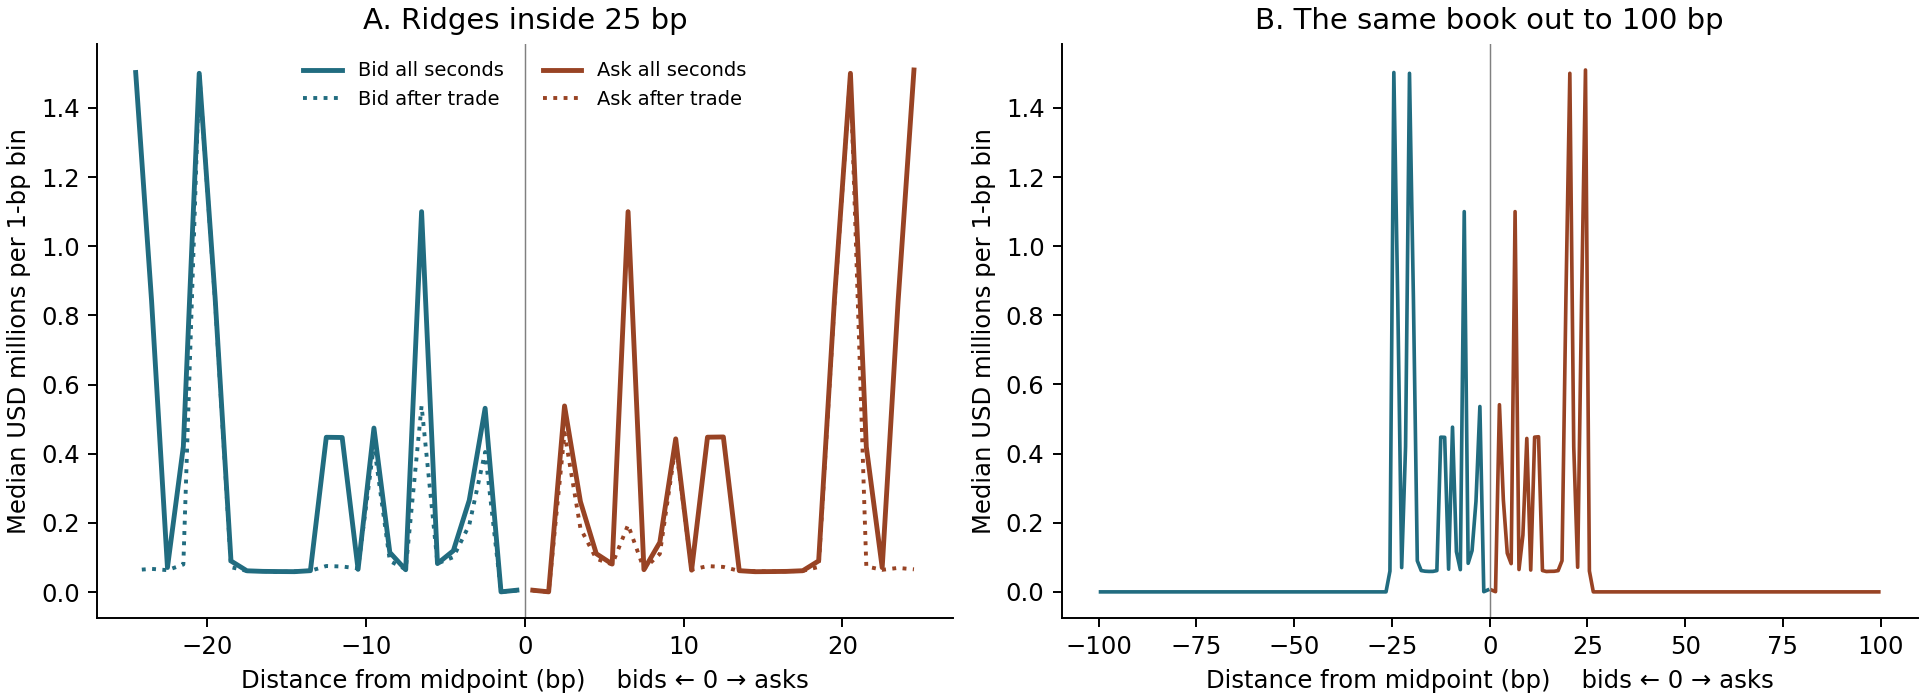 A. Ridges inside 25 bp
Median USD millions per 1-bp bin
1.4
1.2
1.0
0.8
0.6
0.4
0.2
0.0
Bid all seconds
Bid after trade
Ask all seconds
Ask after trade
−20 −10 0 10 20
Distance from midpoint (bp) bids ← 0 → asks
B. The same book out to 100 bp
Median USD millions per 1-bp bin
1.4
1.2
1.0
0.8
0.6
0.4
0.2
0.0
−100 −75 −50 −25 0 25 50 75 100
Distance from midpoint (bp) bids ← 0 → asks